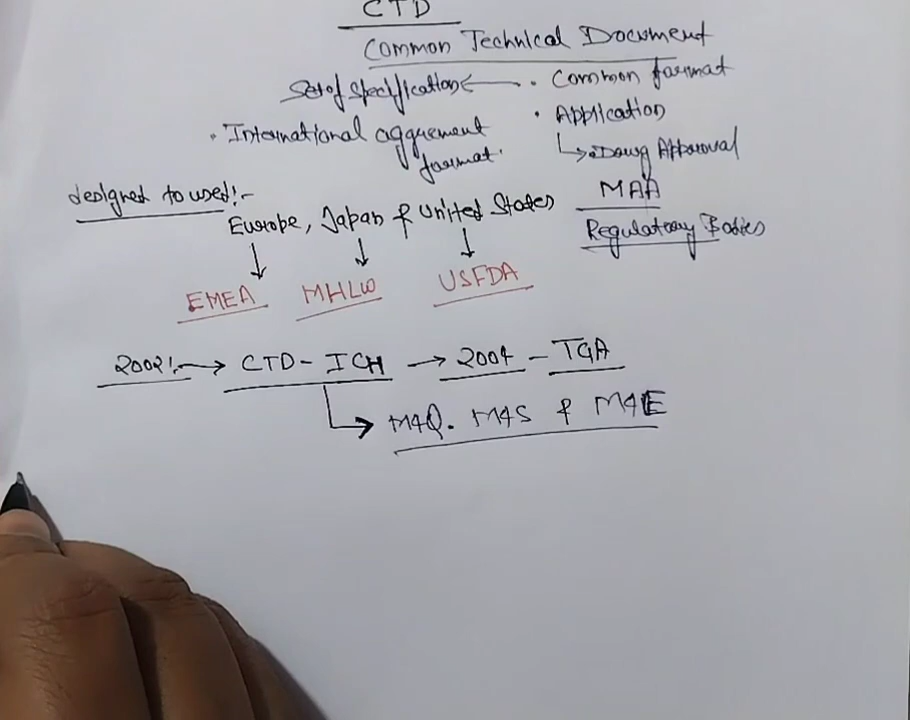 CTD
Common Technical Document
Set of Specification ← · Common format
· International aggrement format.
· Application
↳ · Drug Approval
MAA
Regulatory Bodies
designed to used!-
Europe, Japan & United States
↓ ↓ ↓
EMEA MHLW USFDA
2002!. → CTD - ICH → 2004 - TGA
↳ M4Q. M4S & M4E